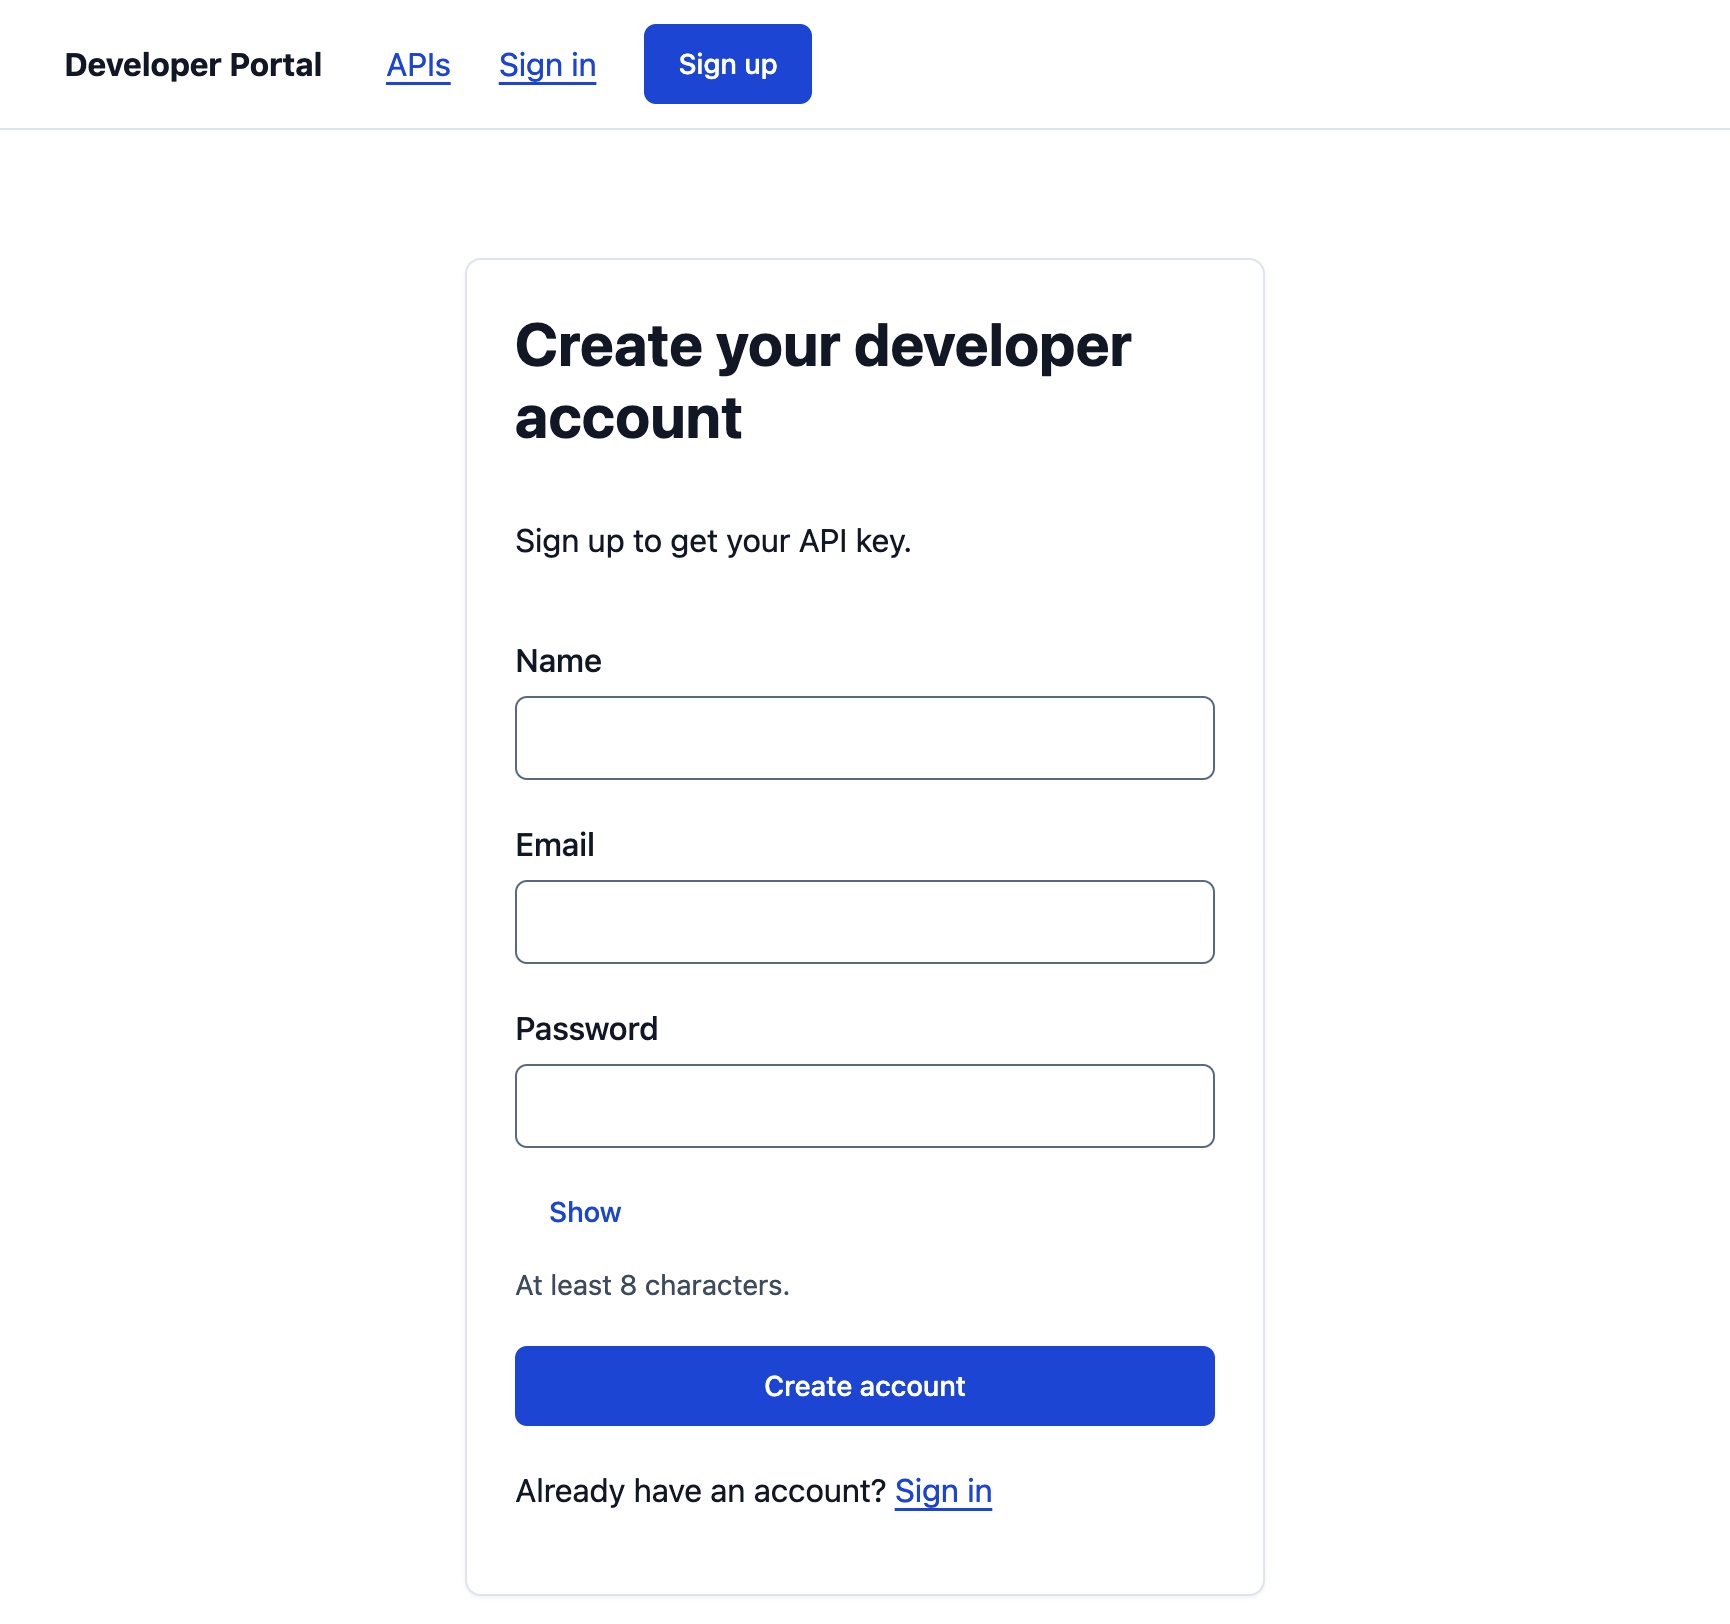 Developer Portal APIs Sign in Sign up
Create your developer
account
Sign up to get your API key.
Name
Email
Password
Show
At least 8 characters.
Create account
Already have an account? Sign in